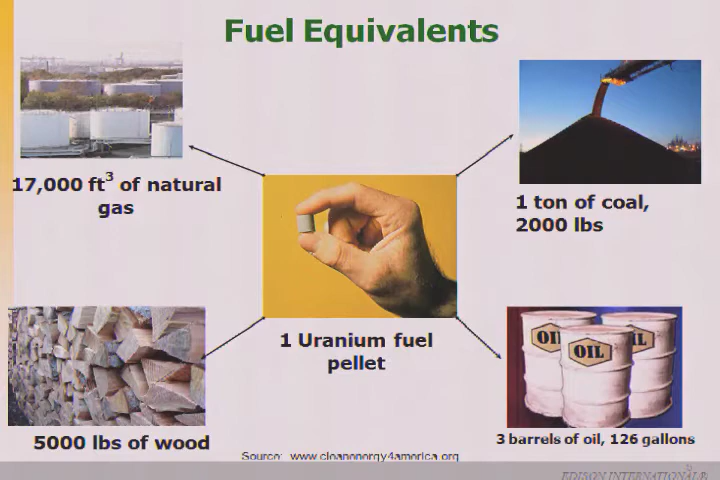 Fuel Equivalents
17,000 ft³ of natural
gas
1 ton of coal,
2000 lbs
1 Uranium fuel
pellet
OIL
OIL
IL
5000 lbs of wood
3 barrels of oil, 126 gallons
Source: www.cleanenergy4america.org
EDISON INTERNATIONAL